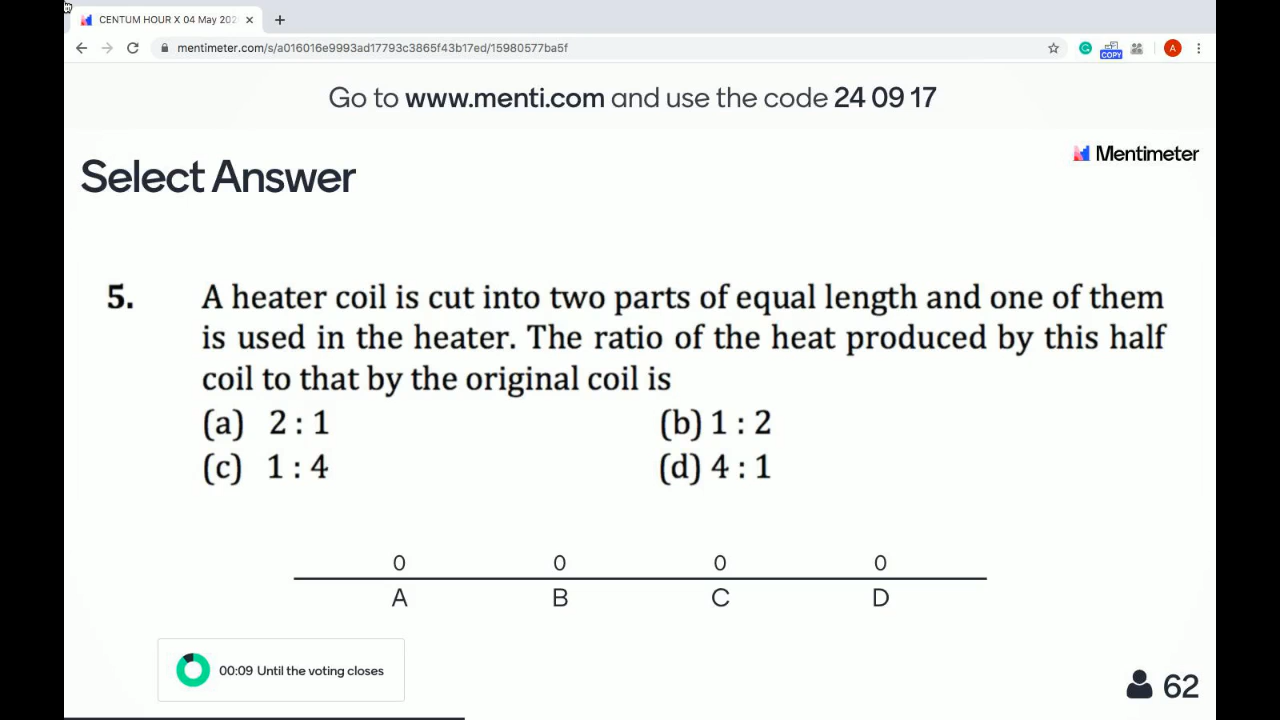 CENTUM HOUR X 04 May 202
mentimeter.com/s/a016016e9993ad17793c3865f43b17ed/15980577ba5f
COPY
A
Go to www.menti.com and use the code 24 09 17
Mentimeter
Select Answer
5. A heater coil is cut into two parts of equal length and one of them
is used in the heater. The ratio of the heat produced by this half
coil to that by the original coil is
(a) 2 : 1 (b) 1 : 2
(c) 1 : 4 (d) 4 : 1
0 0 0 0
A B C D
00:09 Until the voting closes
62